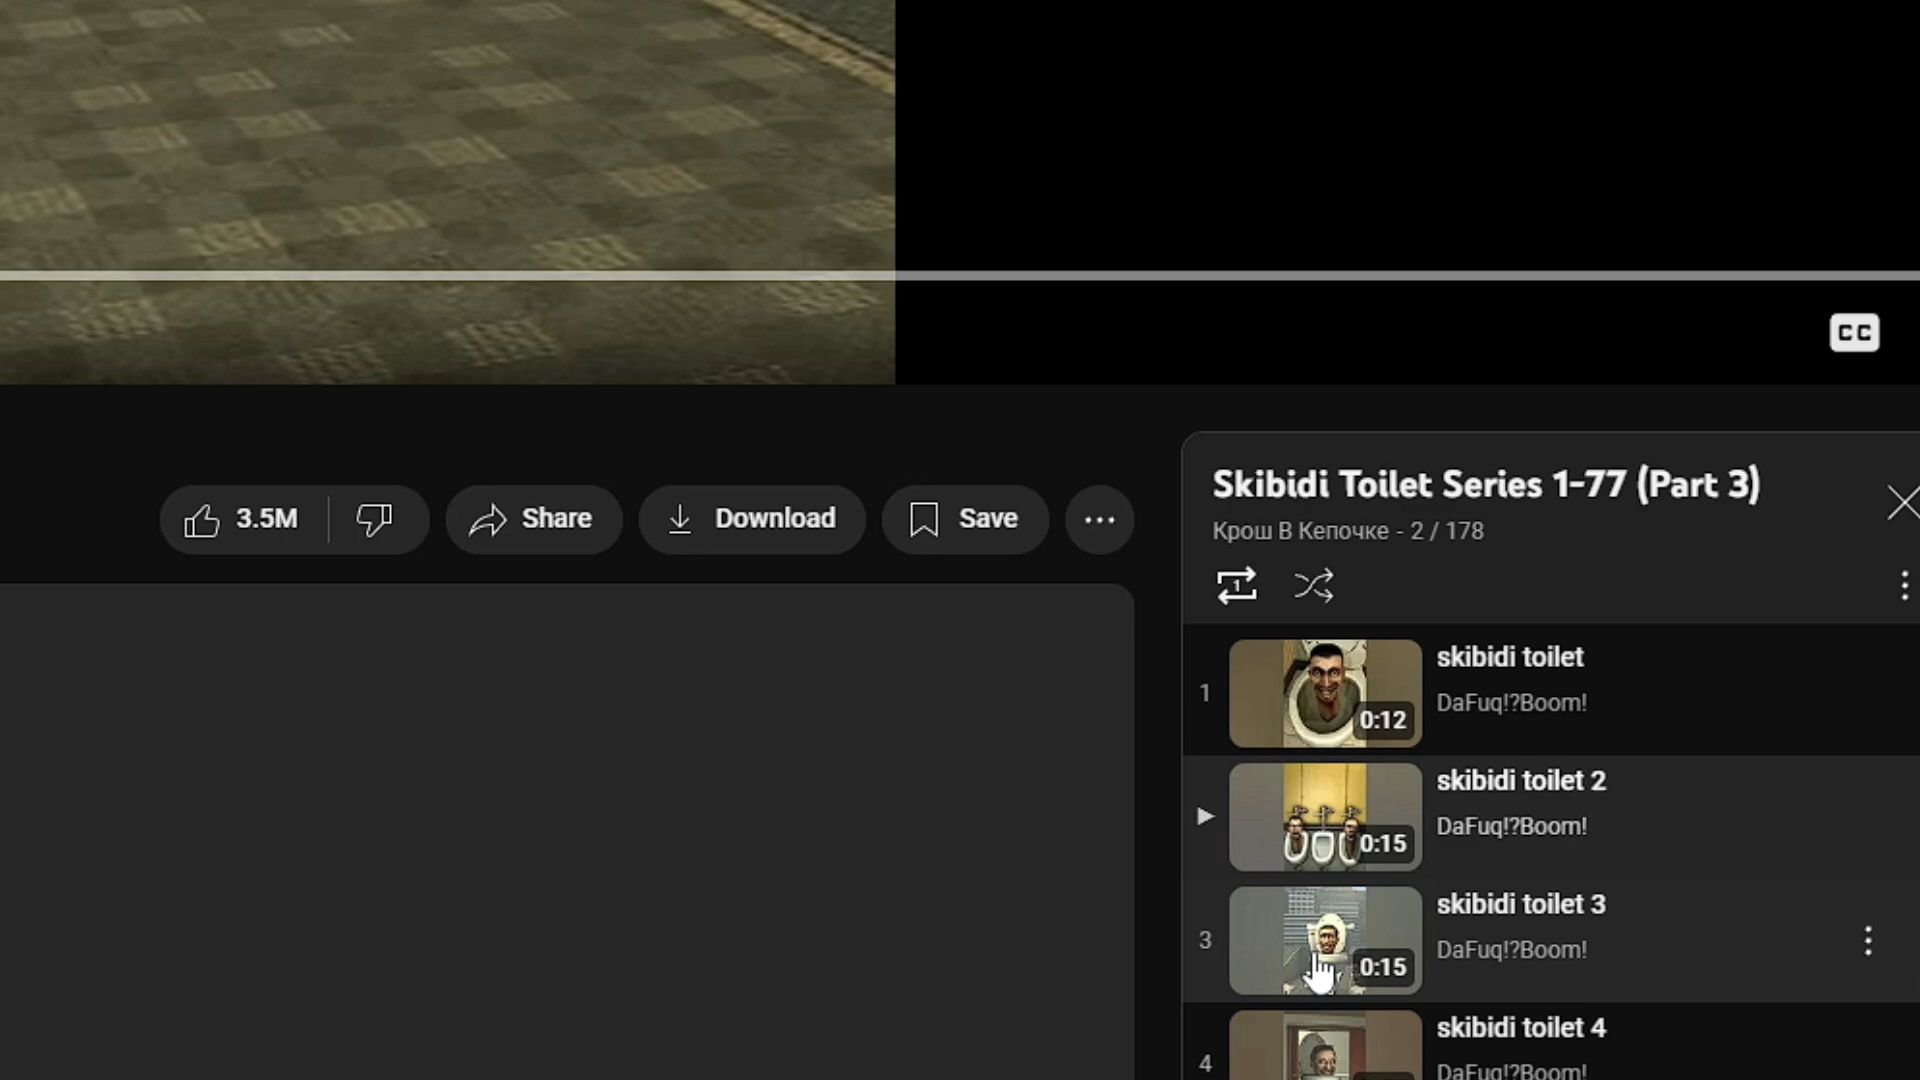 CC
3.5M
Share
Download
Save
Skibidi Toilet Series 1-77 (Part 3)
Крош В Кепочке - 2 / 178
1
1
0:12
skibidi toilet
DaFuq!?Boom!
0:15
skibidi toilet 2
DaFuq!?Boom!
3
0:15
skibidi toilet 3
DaFuq!?Boom!
4
skibidi toilet 4
DaFuq!?Boom!